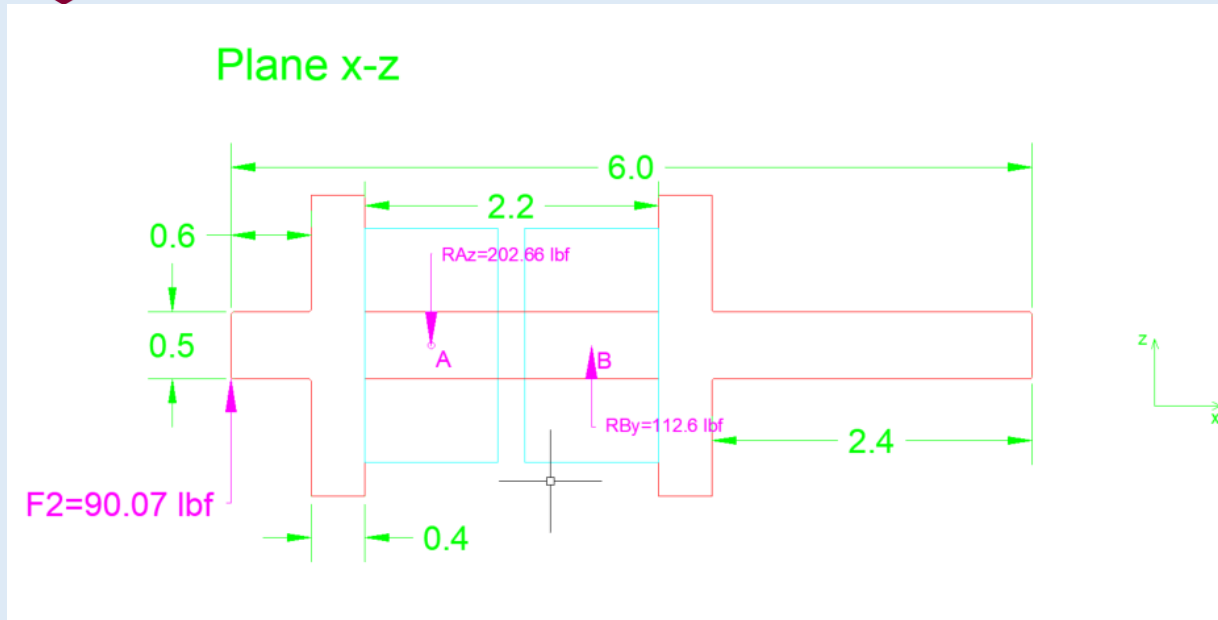 Plane x-z
6.0
2.2
0.6
RAz=202.66 lbf
0.5
A
B
z
x
RBy=112.6 lbf
2.4
F2=90.07 lbf
0.4